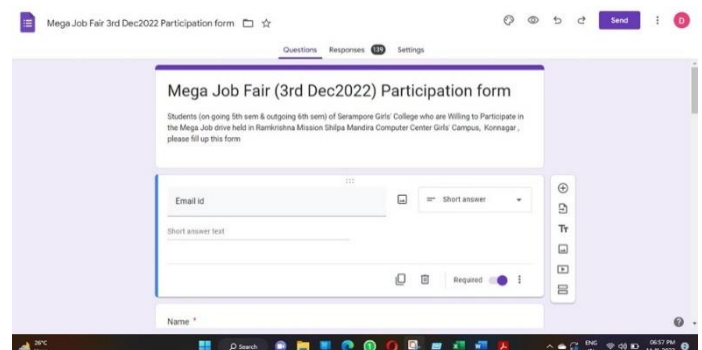 Mega Job Fair 3rd Dec2022 Participation form
Send
D
Questions Responses 139 Settings
Mega Job Fair (3rd Dec2022) Participation form
Students (on going 5th sem & outgoing 6th sem) of Serampore Girls' College who are Willing to Participate in
the Mega Job drive held in Ramkrishna Mission Shilpa Mandira Computer Center Girls' Campus, Konnagar ,
please fill up this form
Email id
Short answer
Short answer text
Required
Name *
26°C
Search
ENG
06:57 PM